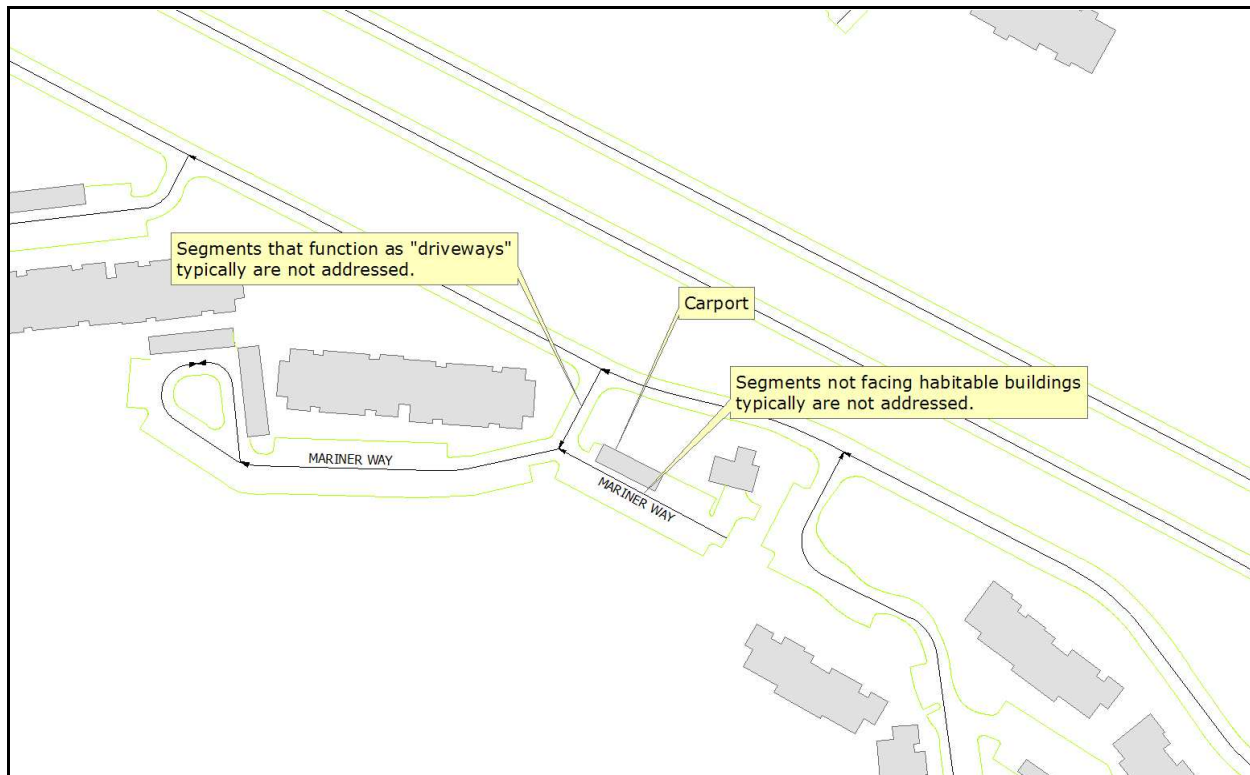 Segments that function as "driveways"
typically are not addressed.
Carport
Segments not facing habitable buildings
typically are not addressed.
MARINER WAY
MARINER WAY